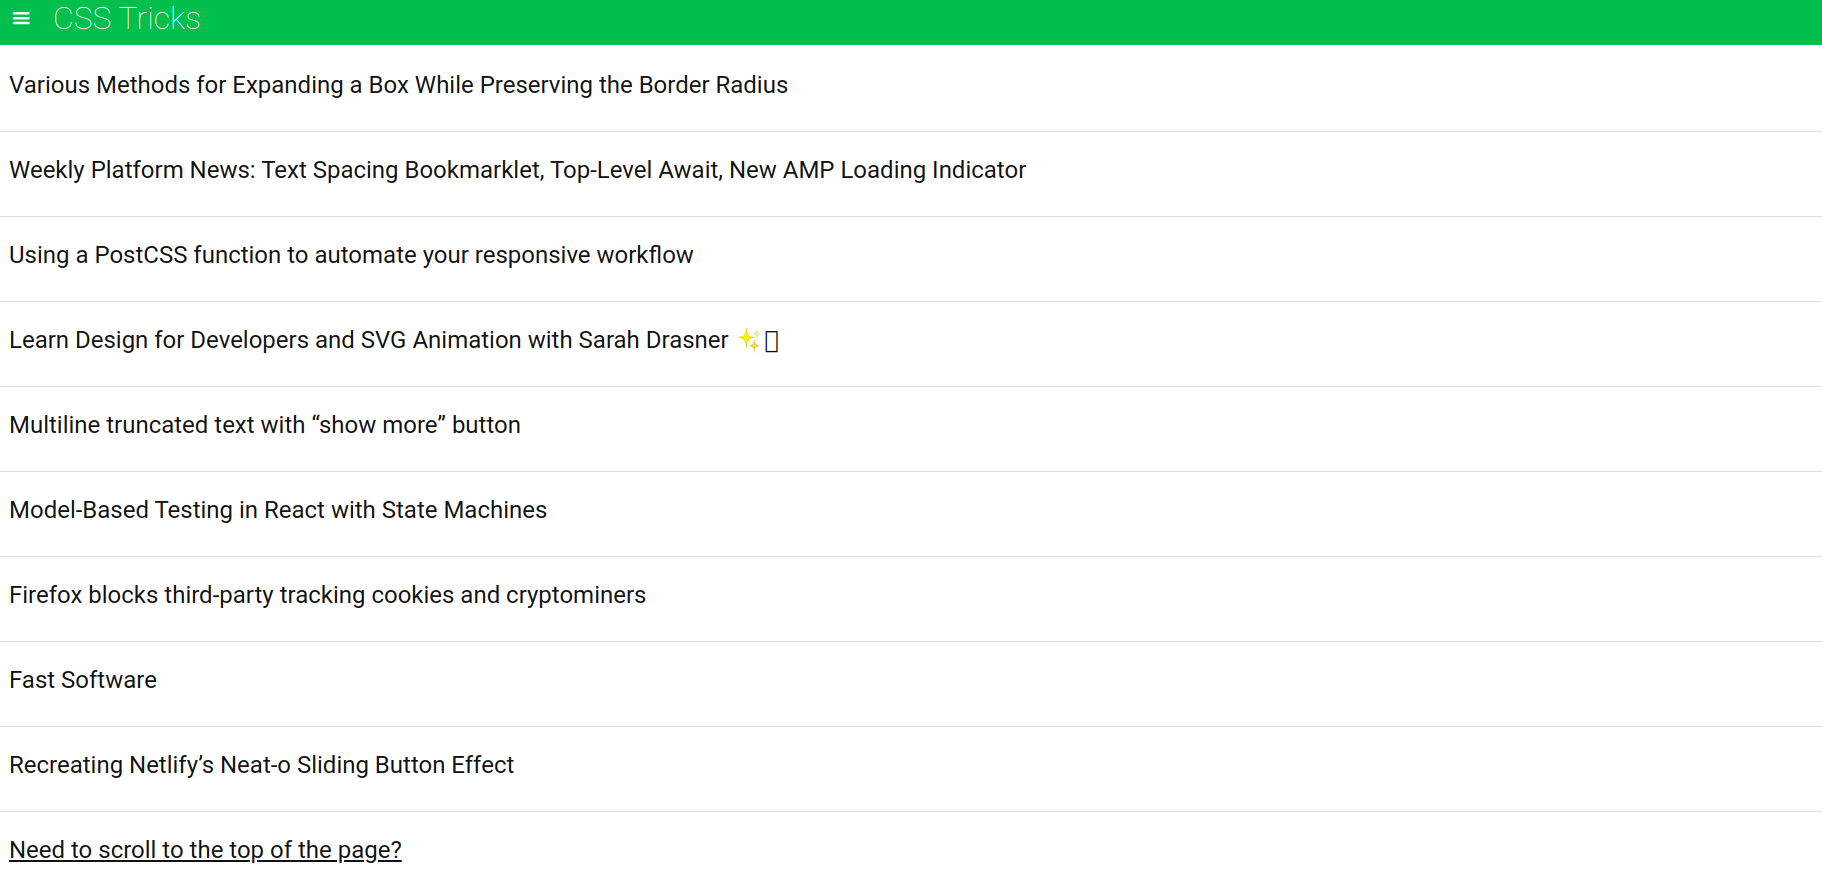 CSS Tricks
Various Methods for Expanding a Box While Preserving the Border Radius
Weekly Platform News: Text Spacing Bookmarklet, Top-Level Await, New AMP Loading Indicator
Using a PostCSS function to automate your responsive workflow
Learn Design for Developers and SVG Animation with Sarah Drasner ✨
Multiline truncated text with “show more” button
Model-Based Testing in React with State Machines
Firefox blocks third-party tracking cookies and cryptominers
Fast Software
Recreating Netlify’s Neat-o Sliding Button Effect
Need to scroll to the top of the page?